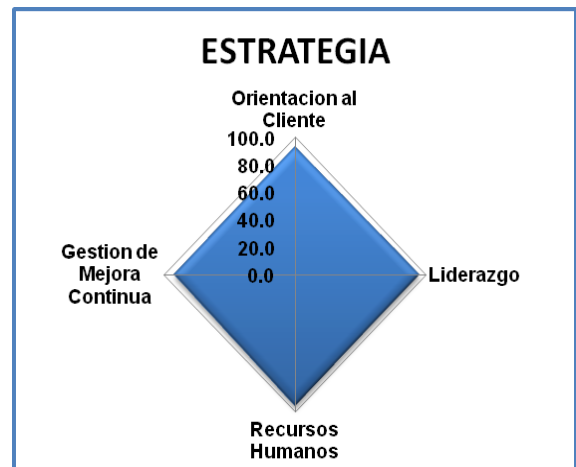 ESTRATEGIA
Orientacion al
Cliente
100.0
80.0
60.0
40.0
20.0
0.0
Gestion de
Mejora
Continua
Liderazgo
Recursos
Humanos